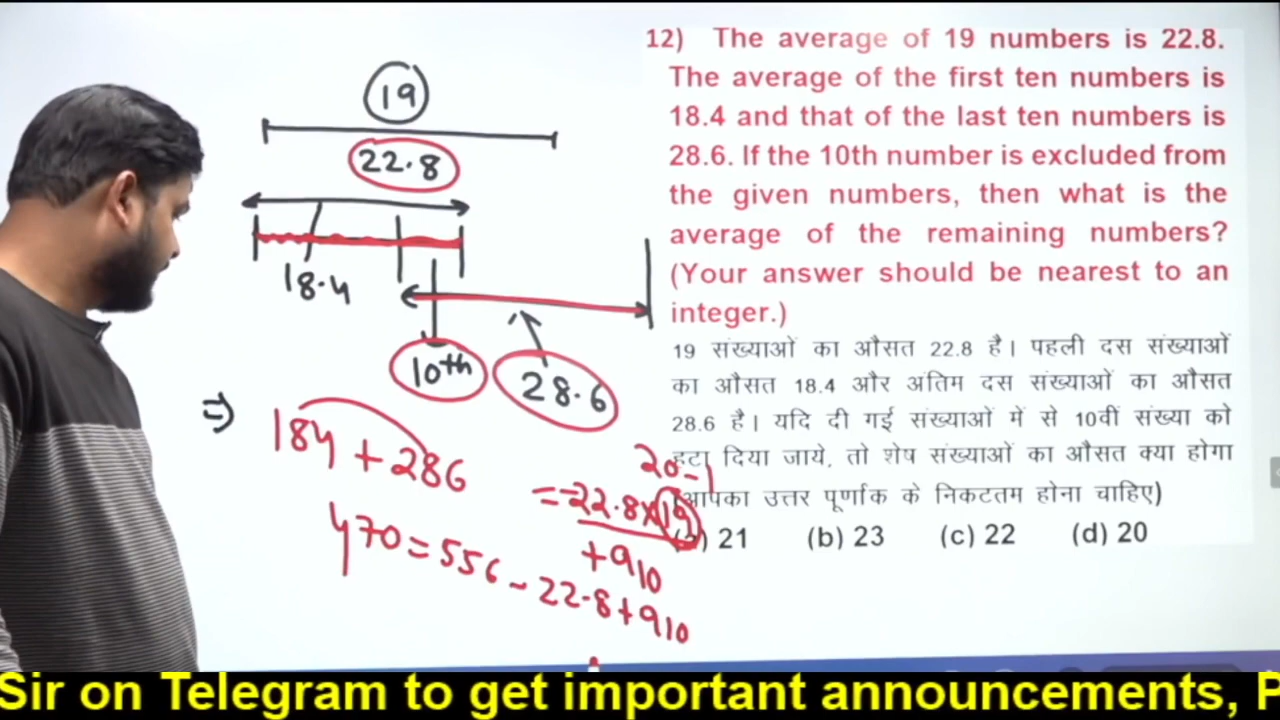 12) The average of 19 numbers is 22.8.
The average of the first ten numbers is
18.4 and that of the last ten numbers is
28.6. If the 10th number is excluded from
the given numbers, then what is the
average of the remaining numbers?
(Your answer should be nearest to an
integer.)
19 संख्याओं का औसत 22.8 है। पहली दस संख्याओं
का औसत 18.4 और अंतिम दस संख्याओं का औसत
28.6 है। यदि दी गई संख्याओं में से 10वीं संख्या को
हटा दिया जाये, तो शेष संख्याओं का औसत क्या होगा
(आपका उत्तर पूर्णाक के निकटतम होना चाहिए)
(a) 21 (b) 23 (c) 22 (d) 20
19
22.8
18.4
10th
28.6
⇒ 184 + 286
20-1
= 22.8×19
+ 910
470 = 556 - 22.8 + 910
Sir on Telegram to get important announcements, P